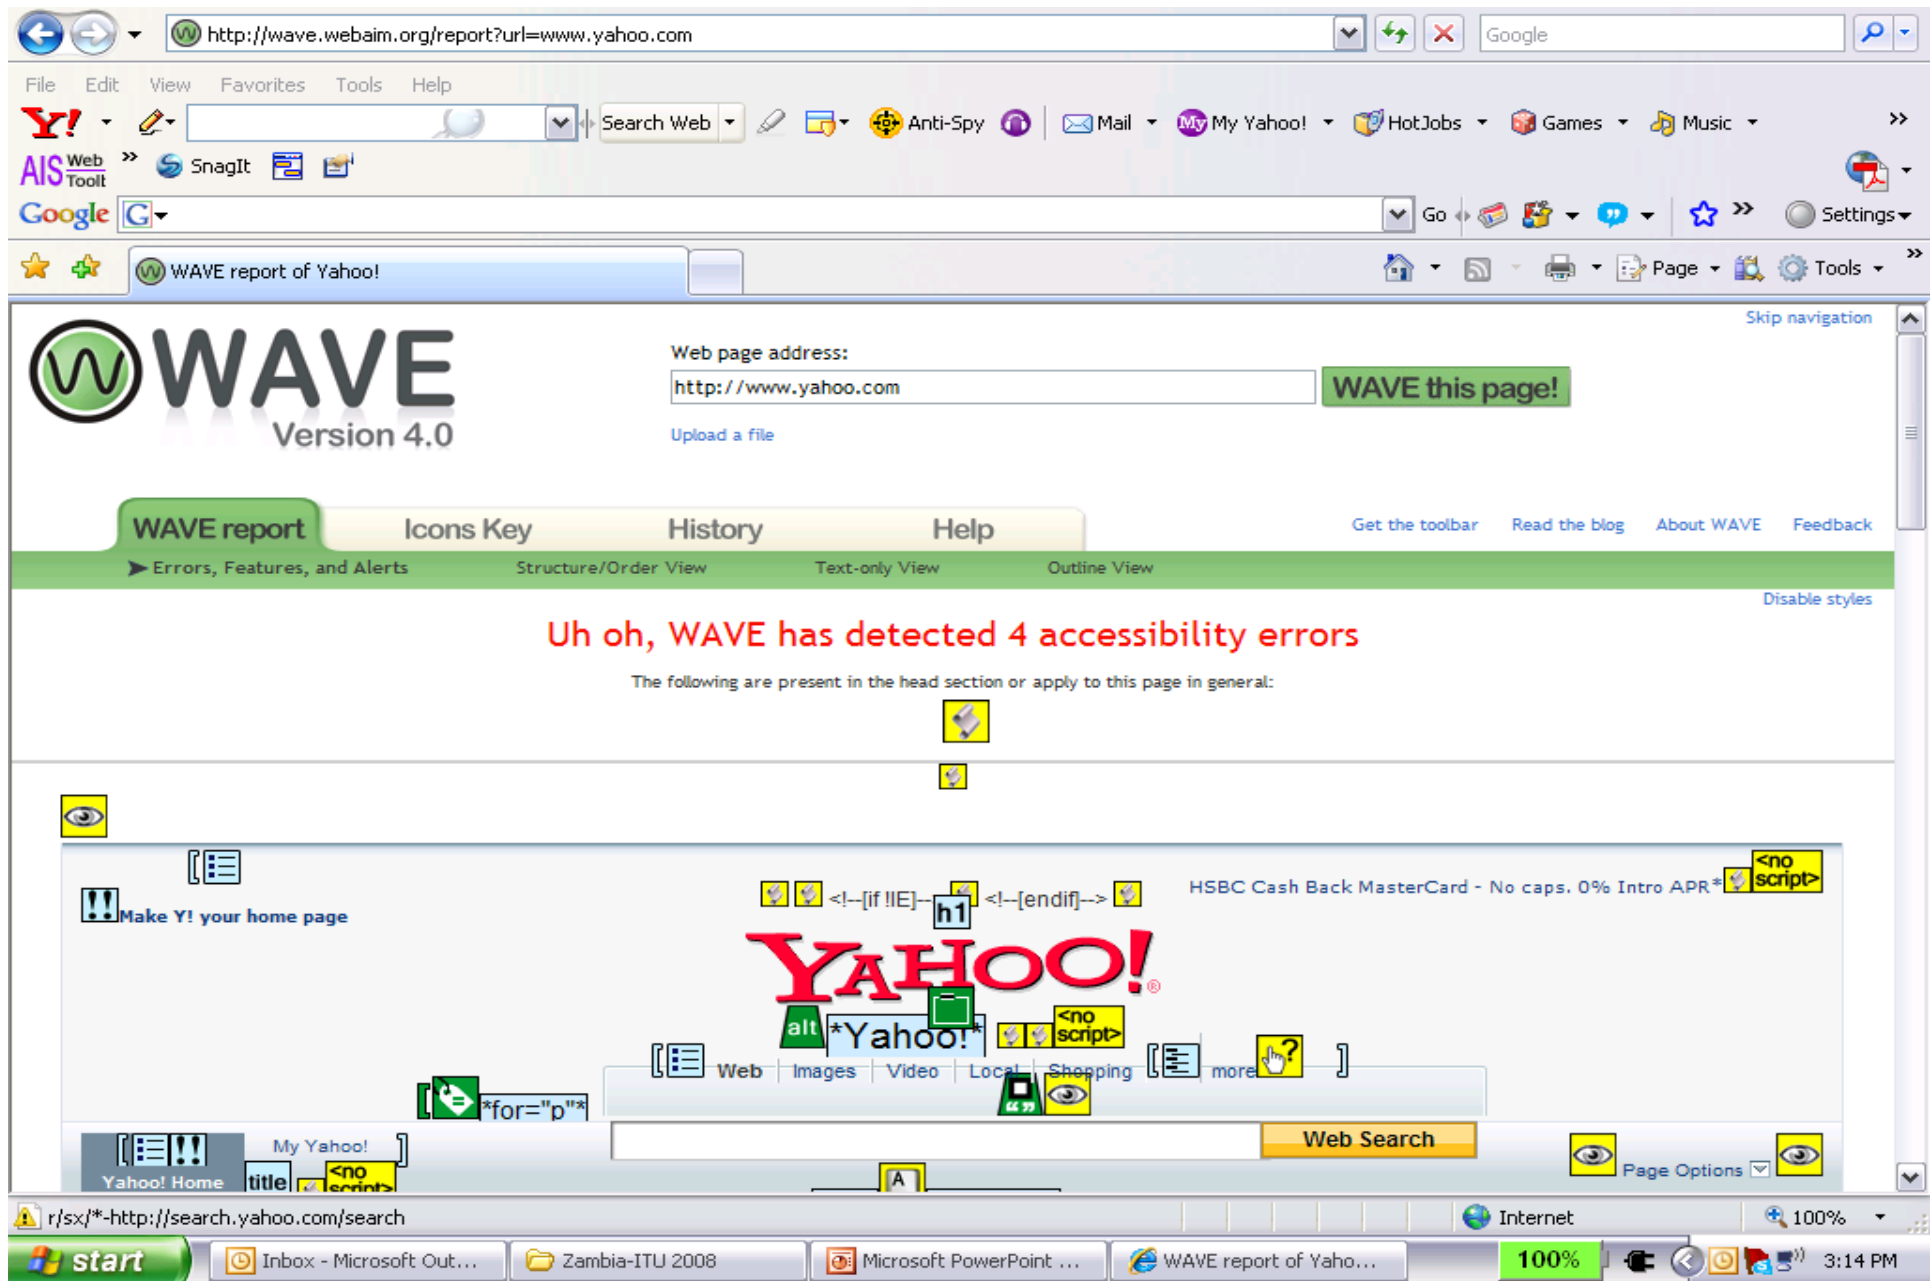 http://wave.webaim.org/report?url=www.yahoo.com Google
File Edit View Favorites Tools Help
Y! Search Web Anti-Spy Mail My My Yahoo! HotJobs Games Music »
AIS Web Toolt » SnagIt
Google G Go » Settings
WAVE report of Yahoo! Page Tools »
Skip navigation
WAVE
Version 4.0
Web page address:
http://www.yahoo.com WAVE this page!
Upload a file
WAVE report Icons Key History Help
Get the toolbar Read the blog About WAVE Feedback
Errors, Features, and Alerts Structure/Order View Text-only View Outline View
Disable styles
Uh oh, WAVE has detected 4 accessibility errors
The following are present in the head section or apply to this page in general:
<no script>
HSBC Cash Back MasterCard - No caps. 0% Intro APR*
!! Make Y! your home page
<!--[if !IE]-- h1 <!--[endif]-->
YAHOO!®
alt *Yahoo!* <no script>
Web Images Video Local Shopping more ?
*for="p"*
!! My Yahoo! Web Search
Yahoo! Home title <no script> A Page Options
r/sx/*-http://search.yahoo.com/search Internet 100%
start Inbox - Microsoft Out... Zambia-ITU 2008 Microsoft PowerPoint ... WAVE report of Yaho... 100% 3:14 PM